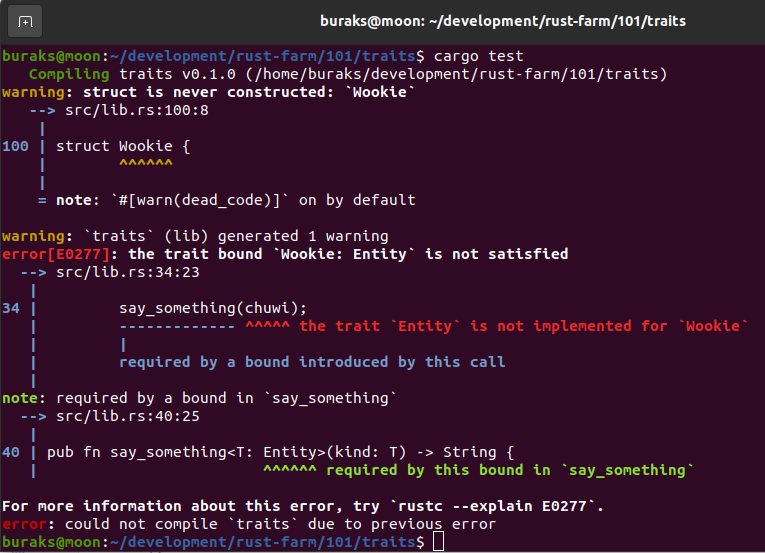 buraks@moon: ~/development/rust-farm/101/traits
buraks@moon:~/development/rust-farm/101/traits$ cargo test
   Compiling traits v0.1.0 (/home/buraks/development/rust-farm/101/traits)
warning: struct is never constructed: `Wookie`
   --> src/lib.rs:100:8
    |
100 | struct Wookie {
    |        ^^^^^^
    |
    = note: `#[warn(dead_code)]` on by default
warning: `traits` (lib) generated 1 warning
error[E0277]: the trait bound `Wookie: Entity` is not satisfied
  --> src/lib.rs:34:23
   |
34 |         say_something(chuwi);
   |         ------------- ^^^^^ the trait `Entity` is not implemented for `Wookie`
   |         |
   |         required by a bound introduced by this call
   |
note: required by a bound in `say_something`
  --> src/lib.rs:40:25
   |
40 | pub fn say_something<T: Entity>(kind: T) -> String {
   |                         ^^^^^^ required by this bound in `say_something`
For more information about this error, try `rustc --explain E0277`.
error: could not compile `traits` due to previous error
buraks@moon:~/development/rust-farm/101/traits$